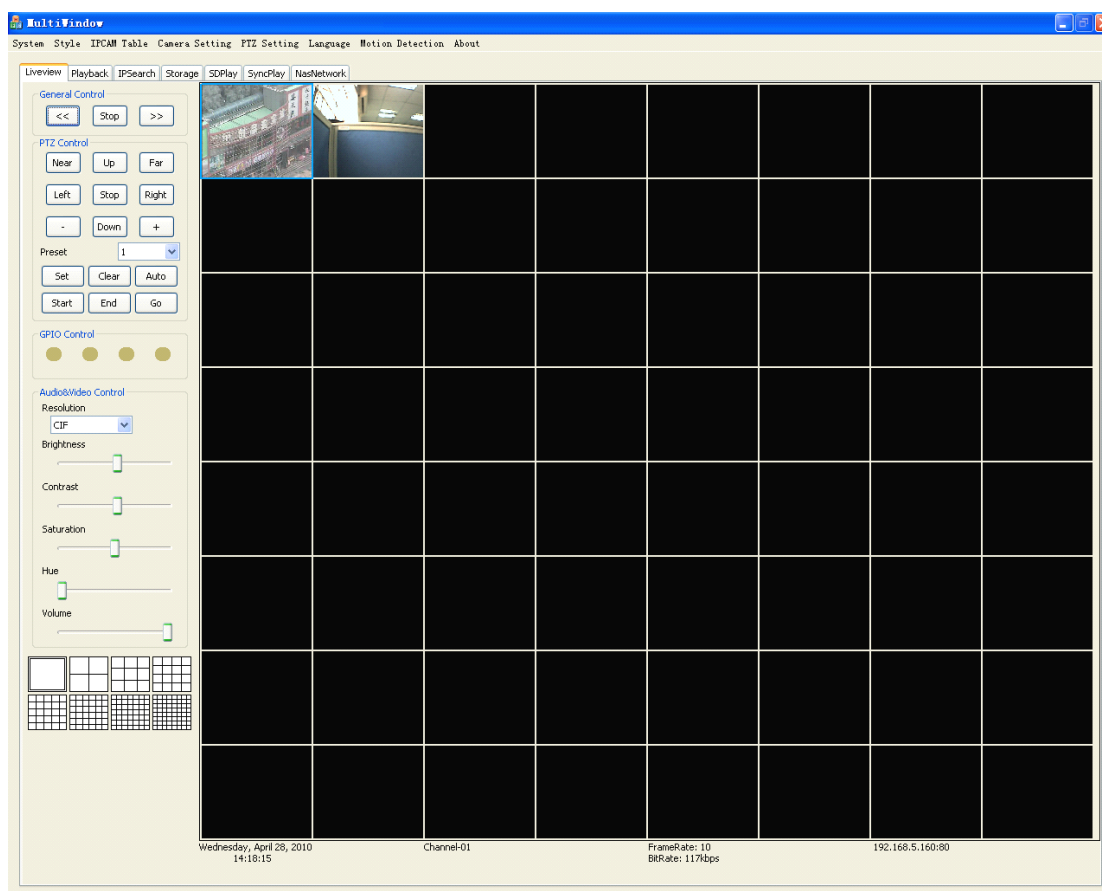 MultiWindow
System Style IPCAM Table Camera Setting PTZ Setting Language Motion Detection About
Liveview Playback IPSearch Storage SDPlay SyncPlay NasNetwork
General Control
<< Stop >>
PTZ Control
Near Up Far
Left Stop Right
- Down +
Preset 1
Set Clear Auto
Start End Go
GPIO Control
Audio&Video Control
Resolution
CIF
Brightness
Contrast
Saturation
Hue
Volume
Wednesday, April 28, 2010 Channel-01 FrameRate: 10 192.168.5.160:80
14:18:15 BitRate: 117kbps